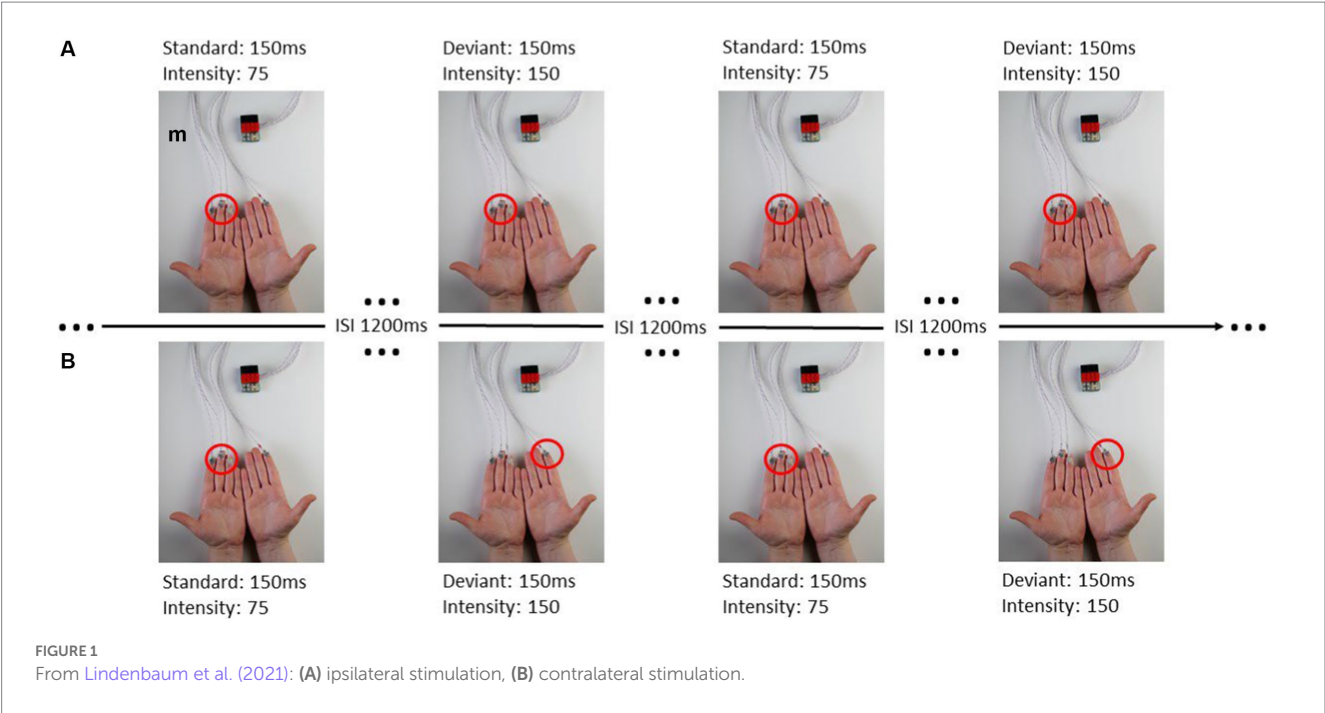 A
Standard: 150ms
Intensity: 75
Deviant: 150ms
Intensity: 150
Standard: 150ms
Intensity: 75
Deviant: 150ms
Intensity: 150
m
ISI 1200ms
ISI 1200ms
ISI 1200ms
B
Standard: 150ms
Intensity: 75
Deviant: 150ms
Intensity: 150
Standard: 150ms
Intensity: 75
Deviant: 150ms
Intensity: 150
FIGURE 1
From Lindenbaum et al. (2021): (A) ipsilateral stimulation, (B) contralateral stimulation.